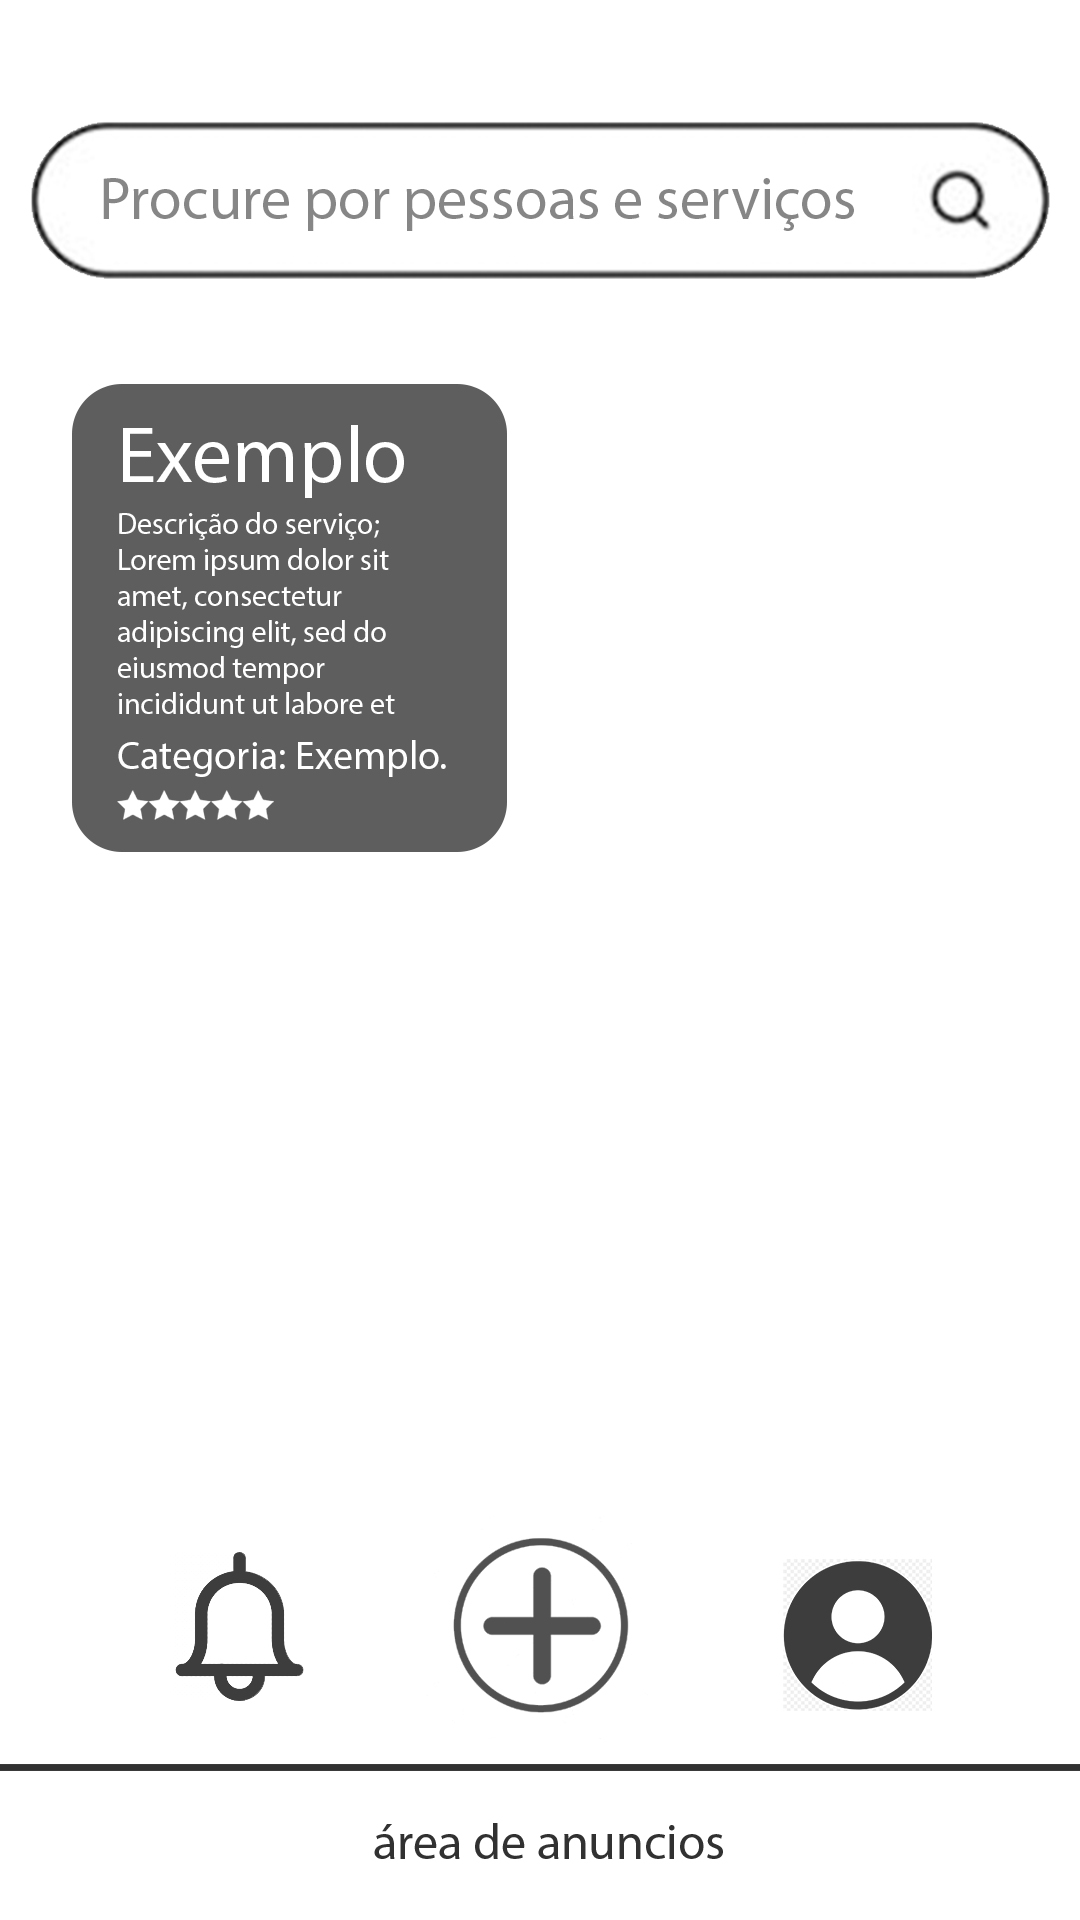 Procure por pessoas e serviços
Exemplo
Descrição do serviço;
Lorem ipsum dolor sit
amet, consectetur
adipiscing elit, sed do
eiusmod tempor
incididunt ut labore et
Categoria: Exemplo.
área de anuncios